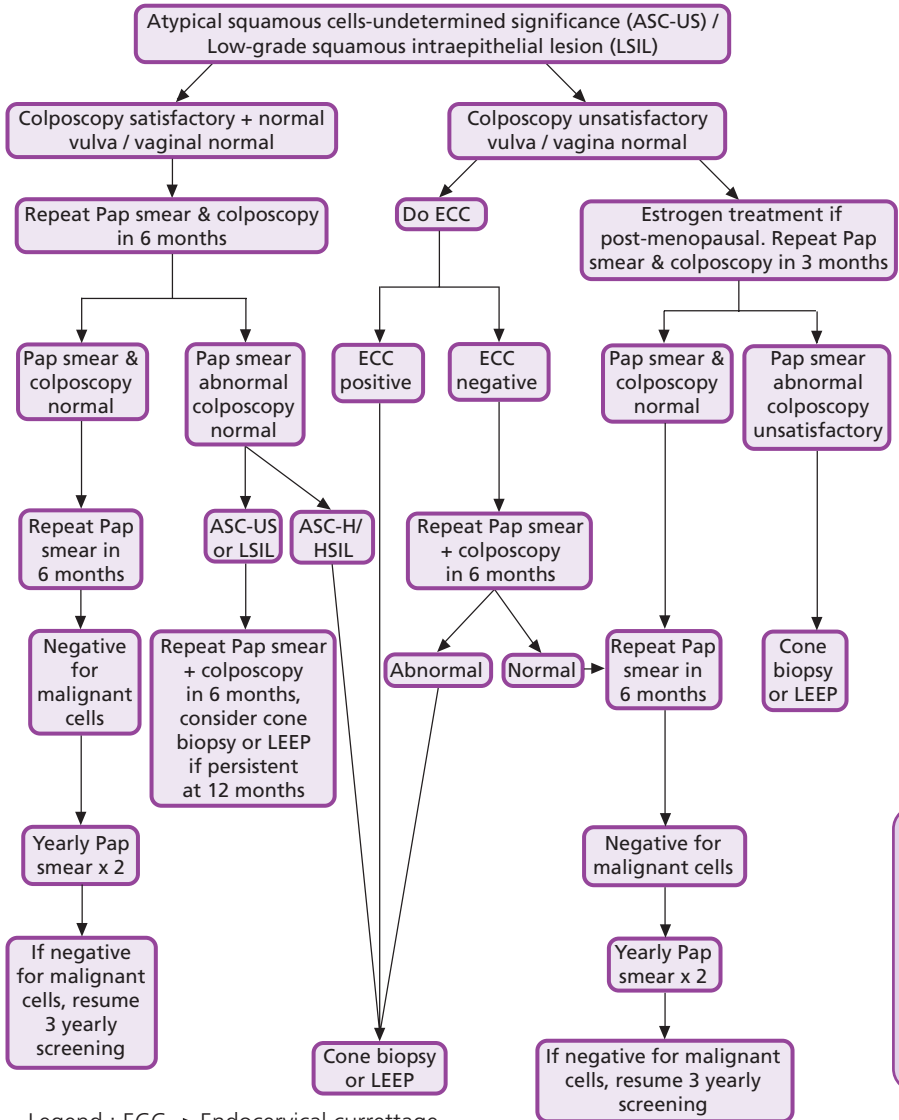 Atypical squamous cells-undetermined significance (ASC-US) /
Low-grade squamous intraepithelial lesion (LSIL)
Colposcopy satisfactory + normal
vulva / vaginal normal
Colposcopy unsatisfactory
vulva / vagina normal
Repeat Pap smear & colposcopy
in 6 months
Do ECC
Estrogen treatment if
post-menopausal. Repeat Pap
smear & colposcopy in 3 months
Pap smear &
colposcopy
normal
Pap smear
abnormal
colposcopy
normal
ECC
positive
ECC
negative
Pap smear &
colposcopy
normal
Pap smear
abnormal
colposcopy
unsatisfactory
Repeat Pap
smear in
6 months
ASC-US
or LSIL
ASC-H/
HSIL
Repeat Pap smear
+ colposcopy
in 6 months
Negative
for
malignant
cells
Repeat Pap smear
+ colposcopy
in 6 months,
consider cone
biopsy or LEEP
if persistent
at 12 months
Abnormal
Normal
Repeat Pap
smear in
6 months
Cone
biopsy
or LEEP
Yearly Pap
smear x 2
Negative for
malignant cells
If negative
for malignant
cells, resume
3 yearly
screening
Yearly Pap
smear x 2
Cone biopsy
or LEEP
If negative for malignant
cells, resume 3 yearly
screening